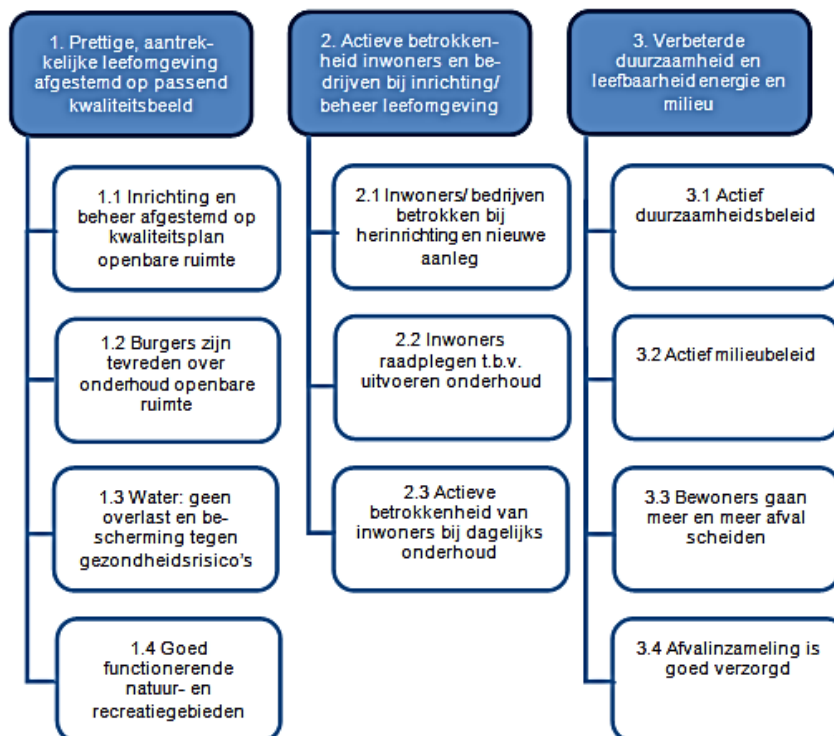 1. Prettige, aantrek-
kelijke leefomgeving
afgestemd op passend
kwaliteitsbeeld
1.1 Inrichting en
beheer afgestemd op
kwaliteitsplan
openbare ruimte
1.2 Burgers zijn
tevreden over
onderhoud openbare
ruimte
1.3 Water: geen
overlast en be-
scherming tegen
gezondheidsrisico's
1.4 Goed
functionerende
natuur- en
recreatiegebieden
2. Actieve betrokken-
heid inwoners en be-
drijven bij inrichting/
beheer leefomgeving
2.1 Inwoners/ bedrijven
betrokken bij
herinrichting en nieuwe
aanleg
2.2 Inwoners
raadplegen t.b.v.
uitvoeren onderhoud
2.3 Actieve
betrokkenheid van
inwoners bij dagelijks
onderhoud
3. Verbeterde
duurzaamheid en
leefbaarheid energie en
milieu
3.1 Actief
duurzaamheidsbeleid
3.2 Actief milieubeleid
3.3 Bewoners gaan
meer en meer afval
scheiden
3.4 Afvalinzameling is
goed verzorgd